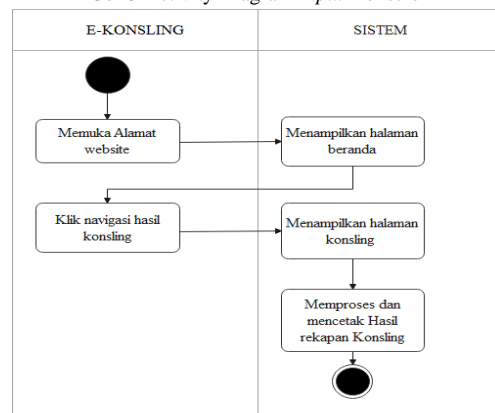 E-KONSLING
SISTEM
Memuka Alamat
website
Menampilkan halaman
beranda
Klik navigasi hasil
konsling
Menampilkan halaman
konsling
Memproses dan
mencetak Hasil
rekapan Konsling